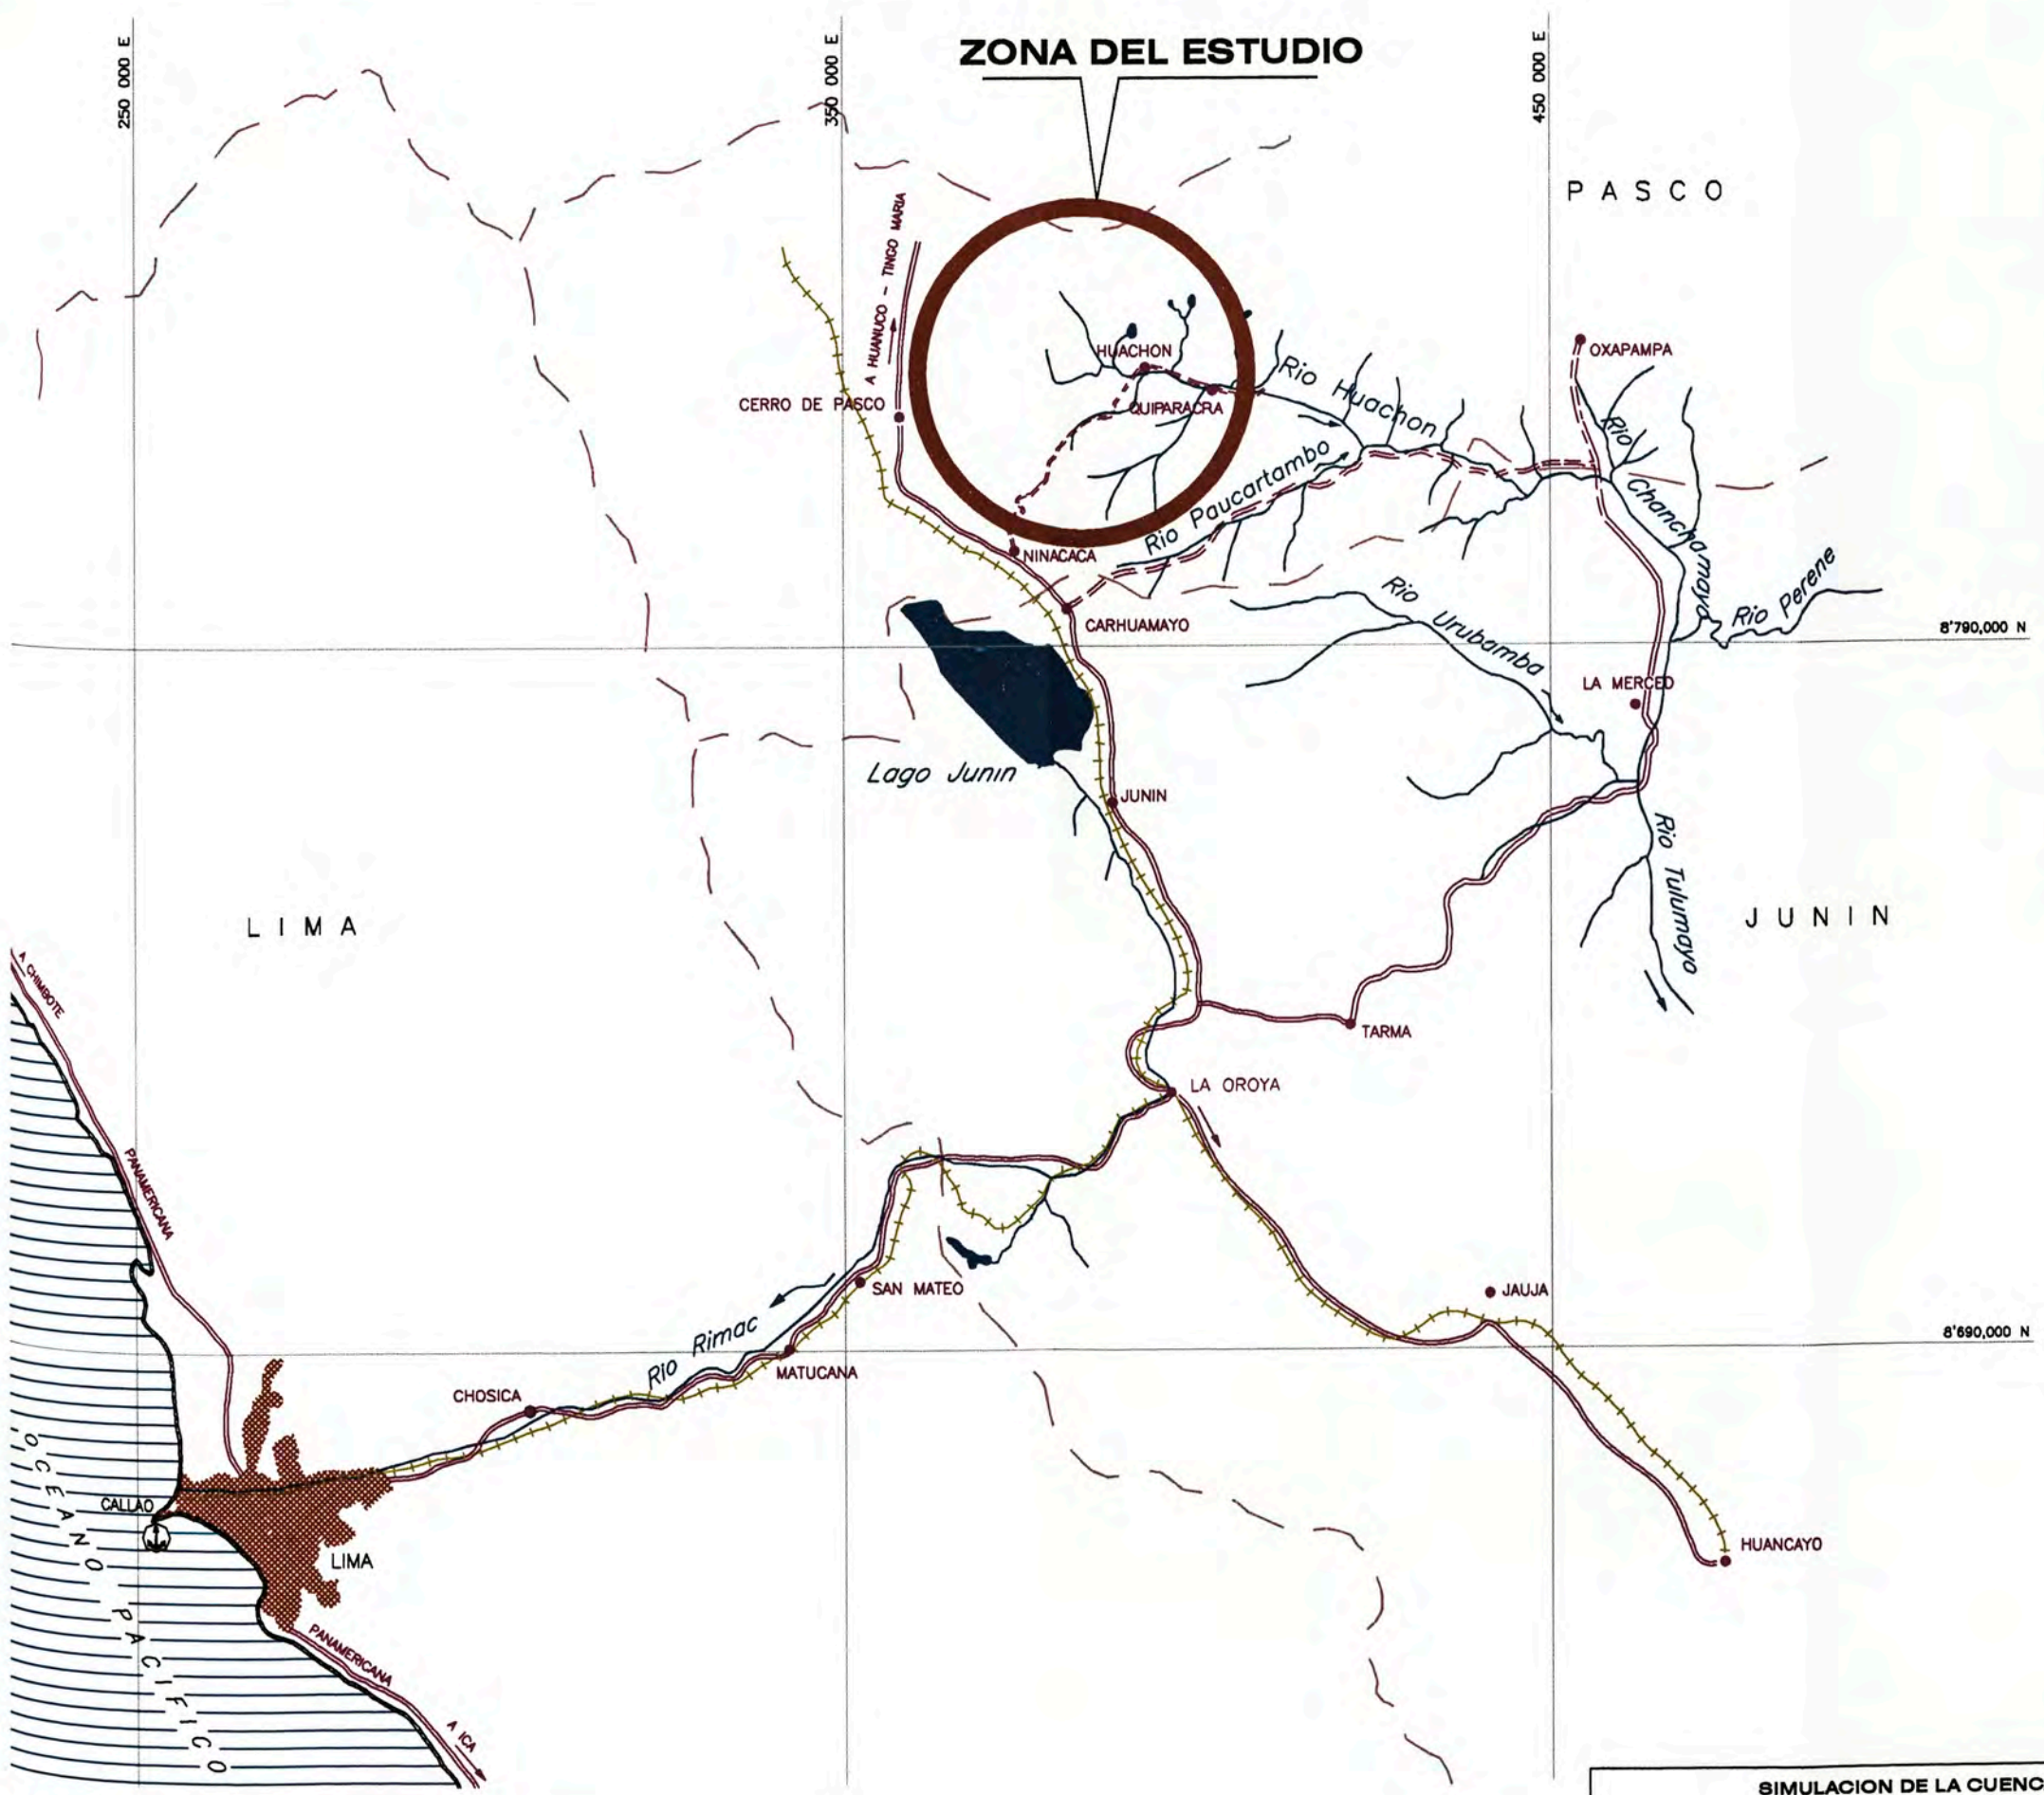 250 000 E
350 000 E
ZONA DEL ESTUDIO
450 000 E
PASCO
A HUANUCO - TINGO MARIA
HUACHON
OXAPAMPA
CERRO DE PASCO
QUIPARACRA
Rio Huachon
Rio Chanchamayo
Rio Paucartambo
NINACACA
Rio Perene
Rio Urubamba
CARHUAMAYO
8'790,000 N
LA MERCED
Lago Junin
JUNIN
Rio Tulumayo
LIMA
JUNIN
A CHIMBOTE
TARMA
LA OROYA
PANAMERICANA
SAN MATEO
JAUJA
Rio Rimac
8'690,000 N
MATUCANA
CHOSICA
OCEANO PACIFICO
CALLAO
LIMA
HUANCAYO
PANAMERICANA
A ICA
SIMULACION DE LA CUENC